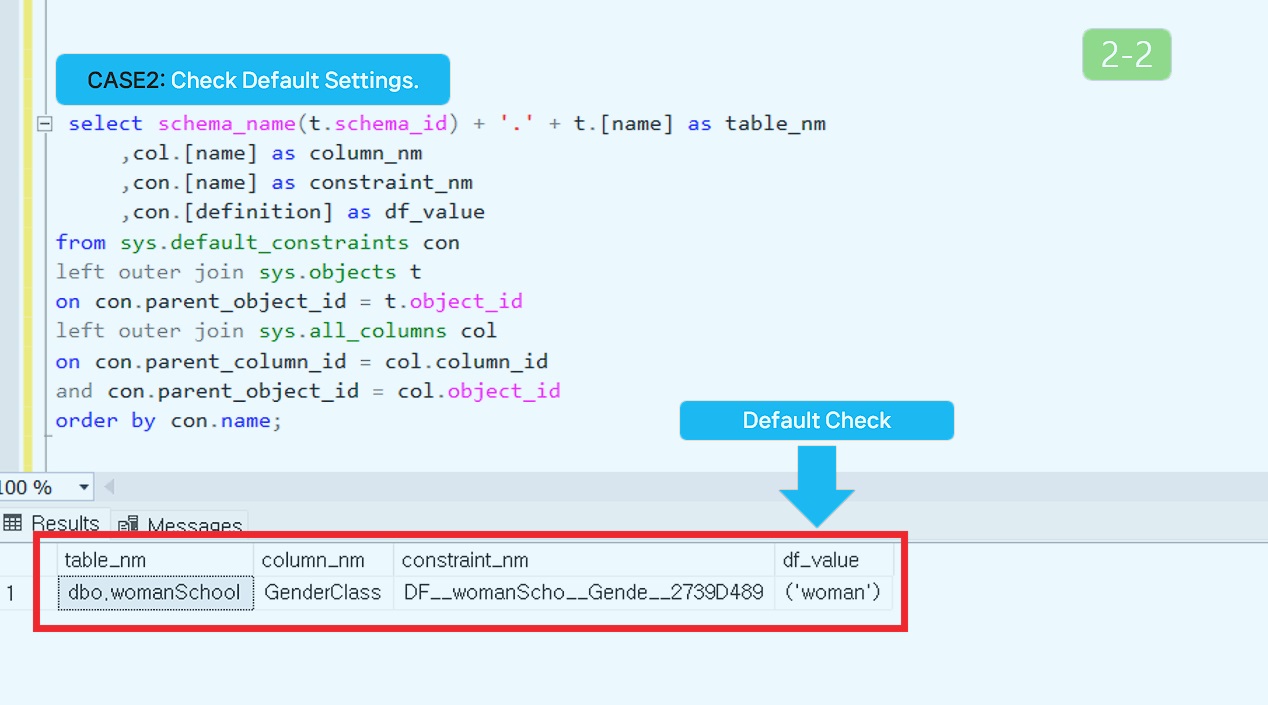 2-2
CASE2: Check Default Settings.
select schema_name(t.schema_id) + '.' + t.[name] as table_nm
,col.[name] as column_nm
,con.[name] as constraint_nm
,con.[definition] as df_value
from sys.default_constraints con
left outer join sys.objects t
on con.parent_object_id = t.object_id
left outer join sys.all_columns col
on con.parent_column_id = col.column_id
and con.parent_object_id = col.object_id
order by con.name;
Default Check
100 %
Results Messages
table_nm column_nm constraint_nm df_value
1 dbo.womanSchool GenderClass DF__womanScho__Gende__2739D489 ('woman')